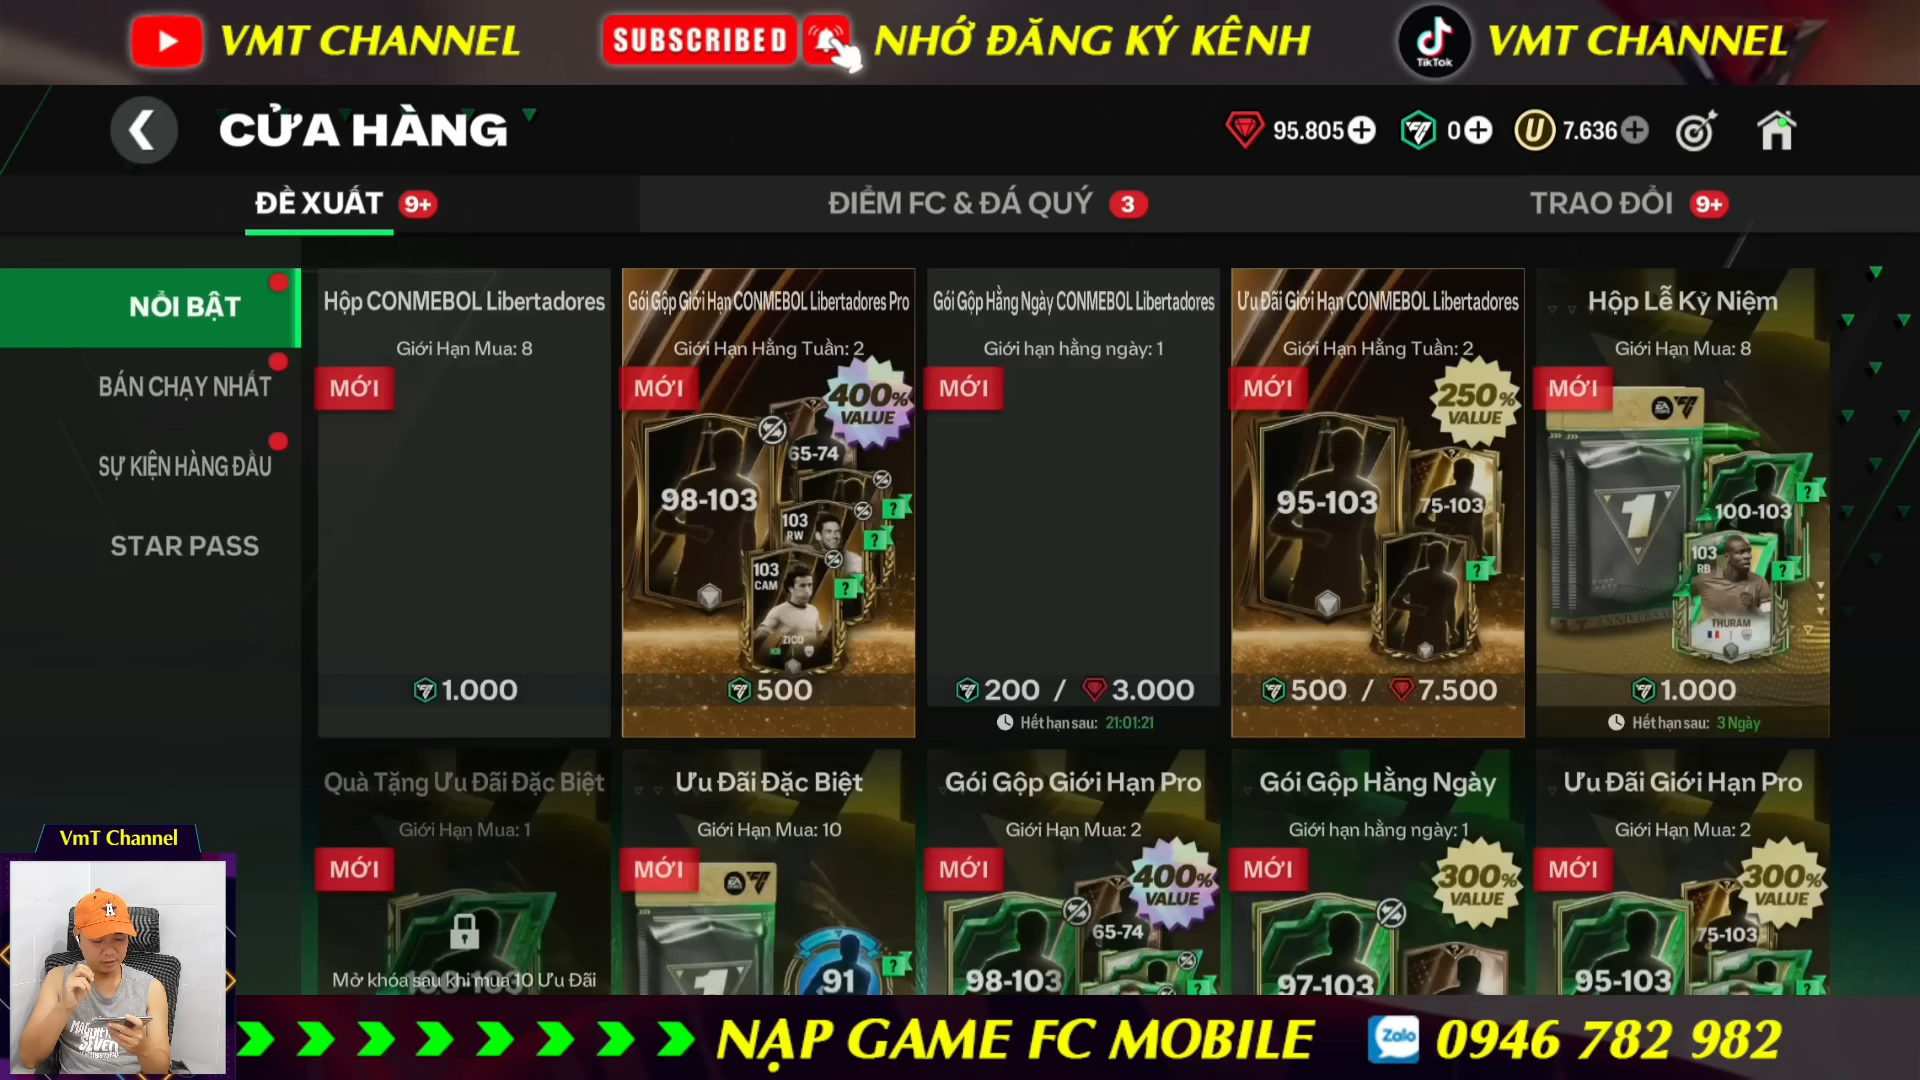 VMT CHANNEL
SUBSCRIBED
NHỚ ĐĂNG KÝ KÊNH
TikTok
VMT CHANNEL
CỬA HÀNG
95.805
0
7.636
ĐỀ XUẤT 9+
ĐIỂM FC & ĐÁ QUÝ 3
TRAO ĐỔI 9+
NỔI BẬT
BÁN CHẠY NHẤT
SỰ KIỆN HÀNG ĐẦU
STAR PASS
Hộp CONMEBOL Libertadores
Giới Hạn Mua: 8
MỚI
1.000
Gói Gộp Giới Hạn CONMEBOL Libertadores Pro
Giới Hạn Hằng Tuần: 2
MỚI
400% VALUE
65-74
98-103
103
RW
103
CAM
ZICO
500
Gói Gộp Hằng Ngày CONMEBOL Libertadores
Giới hạn hằng ngày: 1
MỚI
200 / 3.000
Hết hạn sau: 21:01:21
Ưu Đãi Giới Hạn CONMEBOL Libertadores
Giới Hạn Hằng Tuần: 2
MỚI
250% VALUE
95-103
75-103
500 / 7.500
Hộp Lễ Kỷ Niệm
Giới Hạn Mua: 8
MỚI
1
100-103
103
RB
THURAM
1.000
Hết hạn sau: 3 Ngày
Quà Tặng Ưu Đãi Đặc Biệt
Giới Hạn Mua: 1
MỚI
Mở khóa sau khi mua 10 Ưu Đãi
Ưu Đãi Đặc Biệt
Giới Hạn Mua: 10
MỚI
1
91
Gói Gộp Giới Hạn Pro
Giới Hạn Mua: 2
MỚI
400% VALUE
65-74
98-103
Gói Gộp Hằng Ngày
Giới hạn hằng ngày: 1
MỚI
300% VALUE
97-103
Ưu Đãi Giới Hạn Pro
Giới Hạn Mua: 2
MỚI
300% VALUE
75-103
95-103
VmT Channel
NẠP GAME FC MOBILE
Zalo
0946 782 982